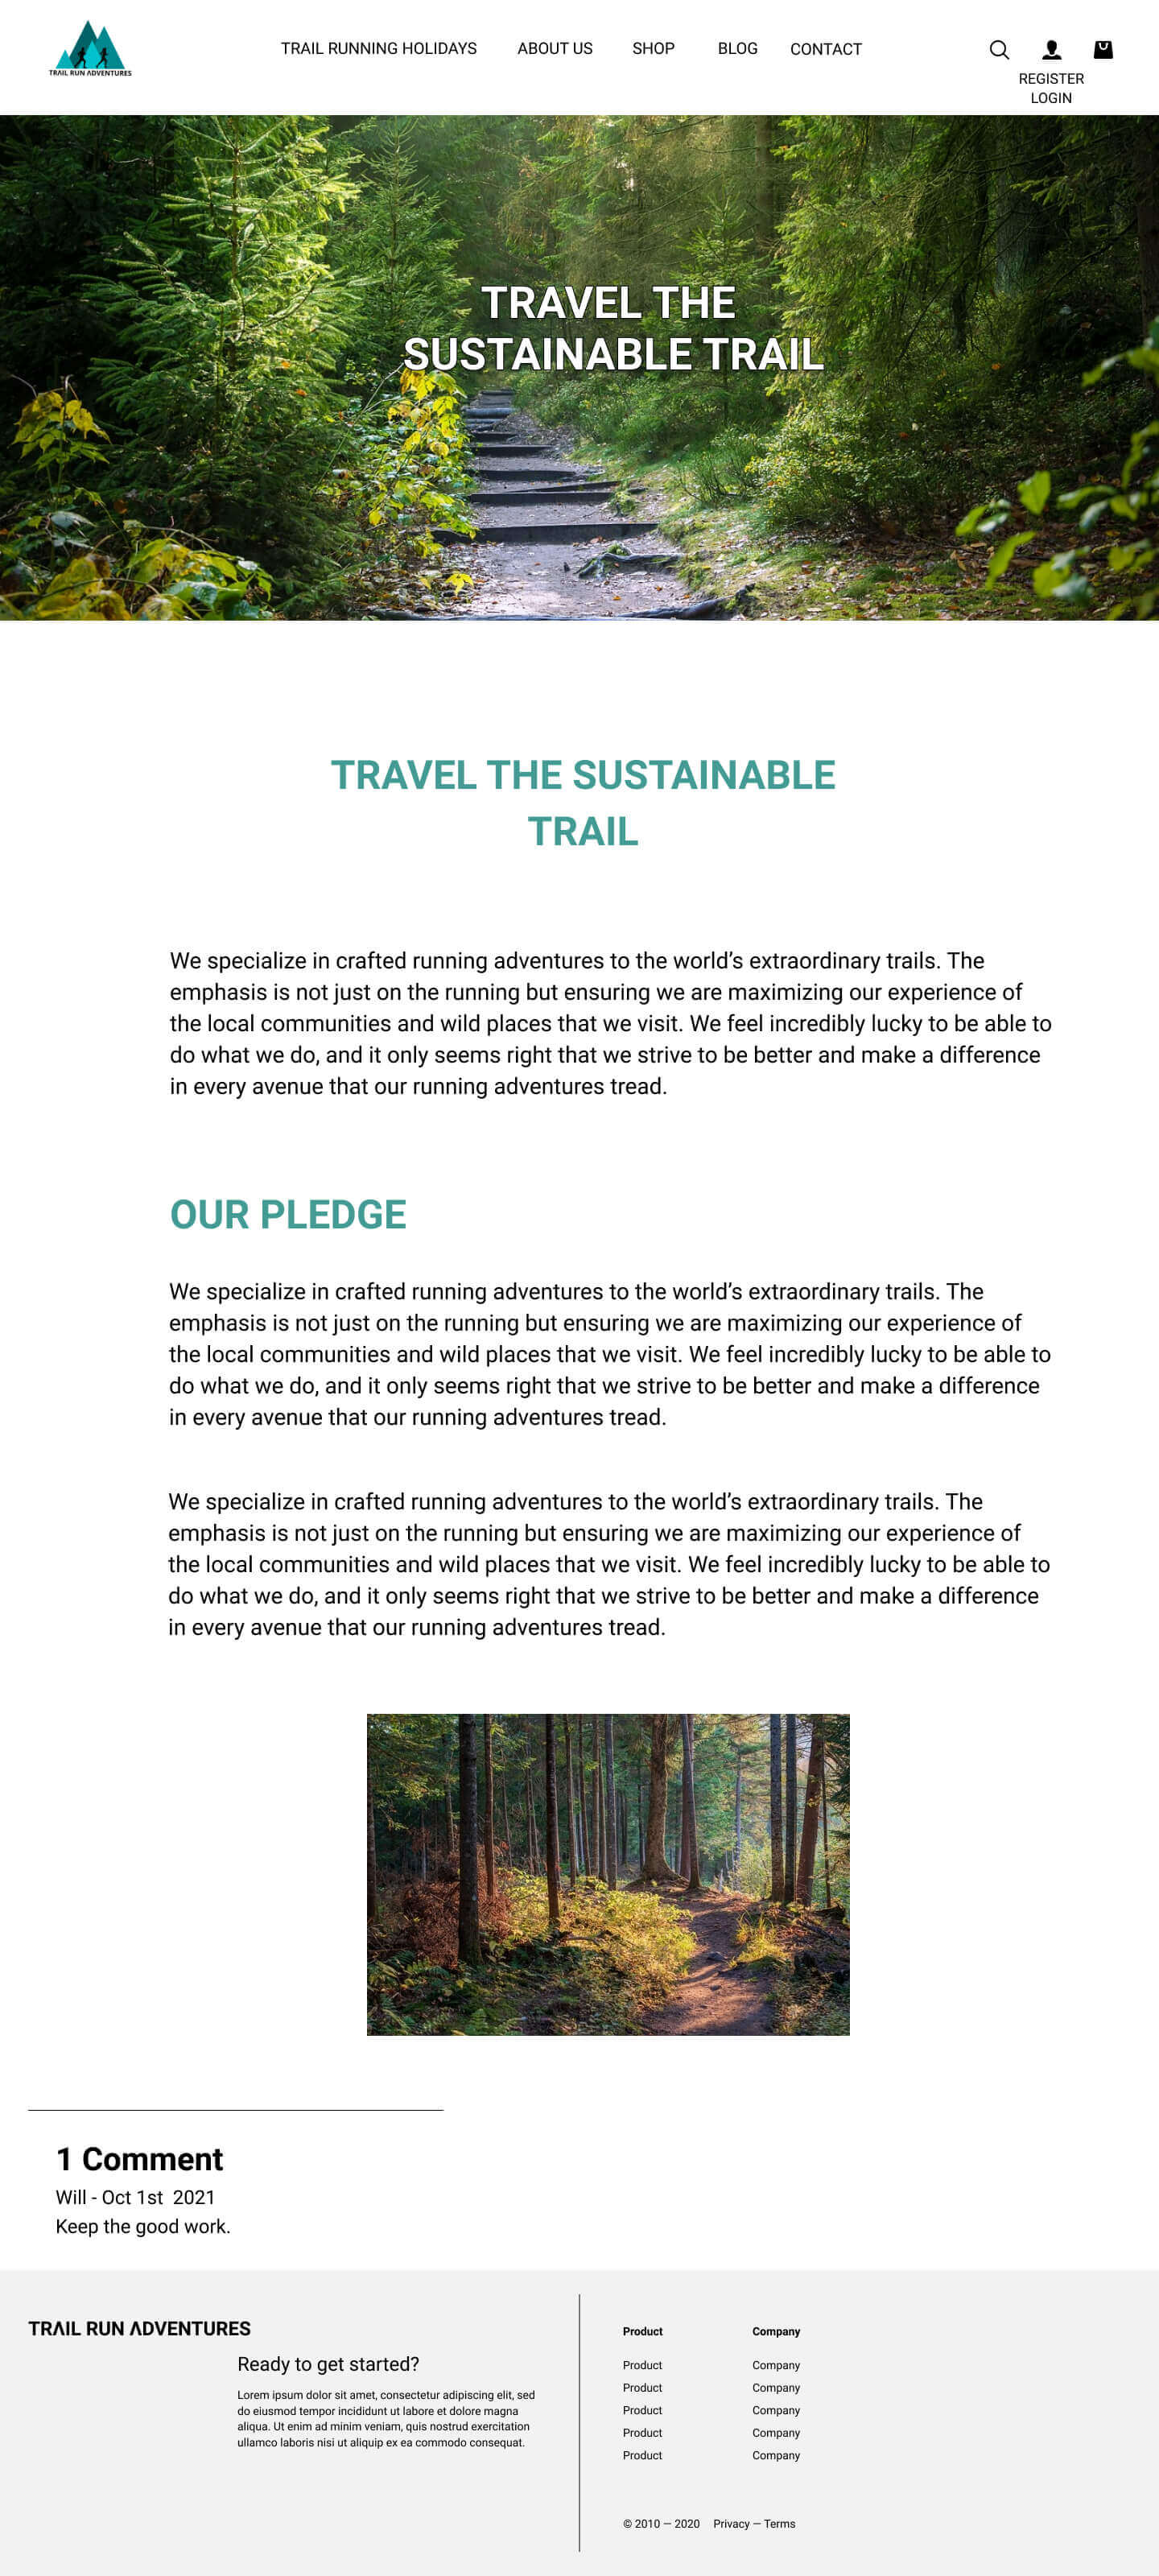 TRAIL RUN ADVENTURES
TRAIL RUNNING HOLIDAYS ABOUT US SHOP BLOG CONTACT
REGISTER
LOGIN
TRAVEL THE
SUSTAINABLE TRAIL
TRAVEL THE SUSTAINABLE
TRAIL
We specialize in crafted running adventures to the world’s extraordinary trails. The
emphasis is not just on the running but ensuring we are maximizing our experience of
the local communities and wild places that we visit. We feel incredibly lucky to be able to
do what we do, and it only seems right that we strive to be better and make a difference
in every avenue that our running adventures tread.
OUR PLEDGE
We specialize in crafted running adventures to the world’s extraordinary trails. The
emphasis is not just on the running but ensuring we are maximizing our experience of
the local communities and wild places that we visit. We feel incredibly lucky to be able to
do what we do, and it only seems right that we strive to be better and make a difference
in every avenue that our running adventures tread.
We specialize in crafted running adventures to the world’s extraordinary trails. The
emphasis is not just on the running but ensuring we are maximizing our experience of
the local communities and wild places that we visit. We feel incredibly lucky to be able to
do what we do, and it only seems right that we strive to be better and make a difference
in every avenue that our running adventures tread.
1 Comment
Will - Oct 1st 2021
Keep the good work.
TRAIL RUN ADVENTURES
Ready to get started?
Lorem ipsum dolor sit amet, consectetur adipiscing elit, sed
do eiusmod tempor incididunt ut labore et dolore magna
aliqua. Ut enim ad minim veniam, quis nostrud exercitation
ullamco laboris nisi ut aliquip ex ea commodo consequat.
Product Company
Product Company
Product Company
Product Company
Product Company
Product Company
© 2010 — 2020 Privacy — Terms